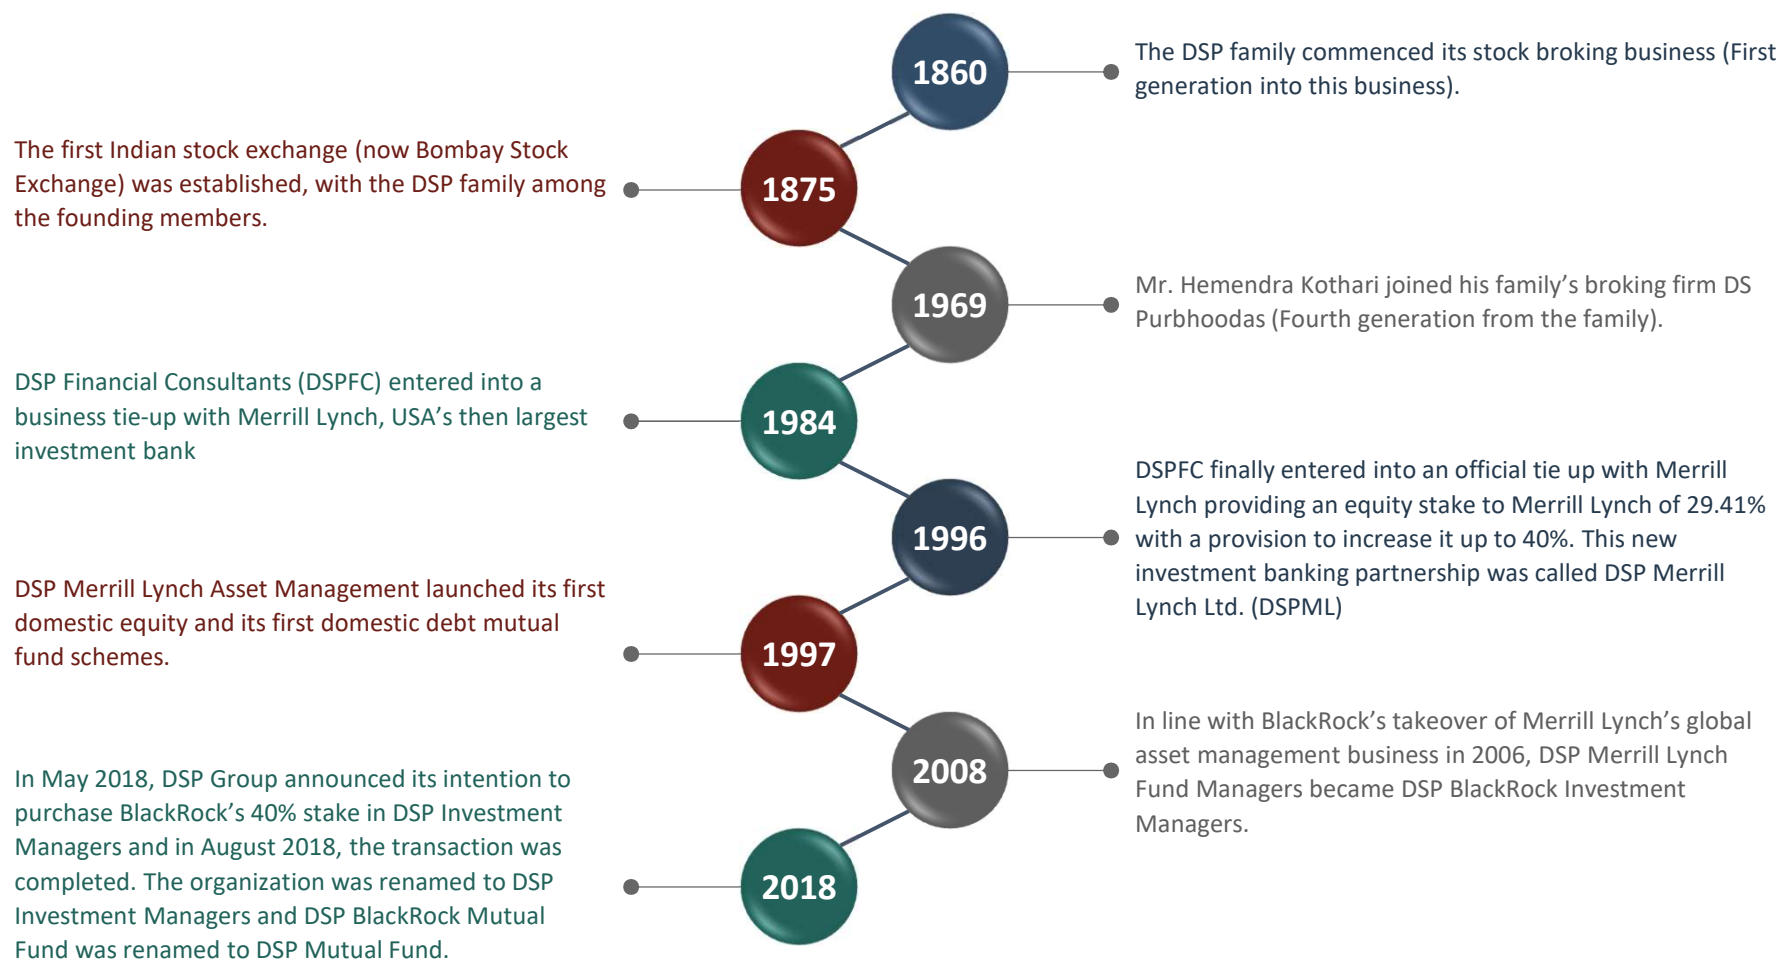 1860
The DSP family commenced its stock broking business (First
generation into this business).
The first Indian stock exchange (now Bombay Stock
Exchange) was established, with the DSP family among
the founding members.
1875
1969
Mr. Hemendra Kothari joined his family’s broking firm DS
Purbhoodas (Fourth generation from the family).
DSP Financial Consultants (DSPFC) entered into a
business tie-up with Merrill Lynch, USA’s then largest
investment bank
1984
1996
DSPFC finally entered into an official tie up with Merrill
Lynch providing an equity stake to Merrill Lynch of 29.41%
with a provision to increase it up to 40%. This new
investment banking partnership was called DSP Merrill
Lynch Ltd. (DSPML)
DSP Merrill Lynch Asset Management launched its first
domestic equity and its first domestic debt mutual
fund schemes.
1997
2008
In line with BlackRock’s takeover of Merrill Lynch’s global
asset management business in 2006, DSP Merrill Lynch
Fund Managers became DSP BlackRock Investment
Managers.
In May 2018, DSP Group announced its intention to
purchase BlackRock’s 40% stake in DSP Investment
Managers and in August 2018, the transaction was
completed. The organization was renamed to DSP
Investment Managers and DSP BlackRock Mutual
Fund was renamed to DSP Mutual Fund.
2018